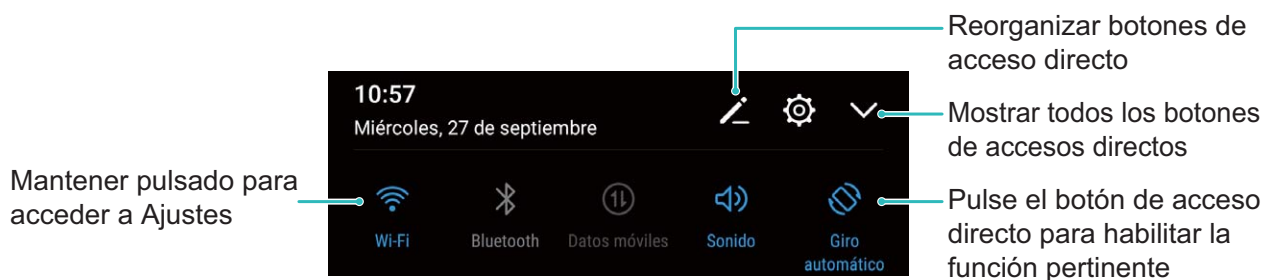 Reorganizar botones de
acceso directo
10:57
Miércoles, 27 de septiembre
Mostrar todos los botones
de accesos directos
Mantener pulsado para
acceder a Ajustes
Wi-Fi
Bluetooth
Datos móviles
Sonido
Giro
automático
Pulse el botón de acceso
directo para habilitar la
función pertinente